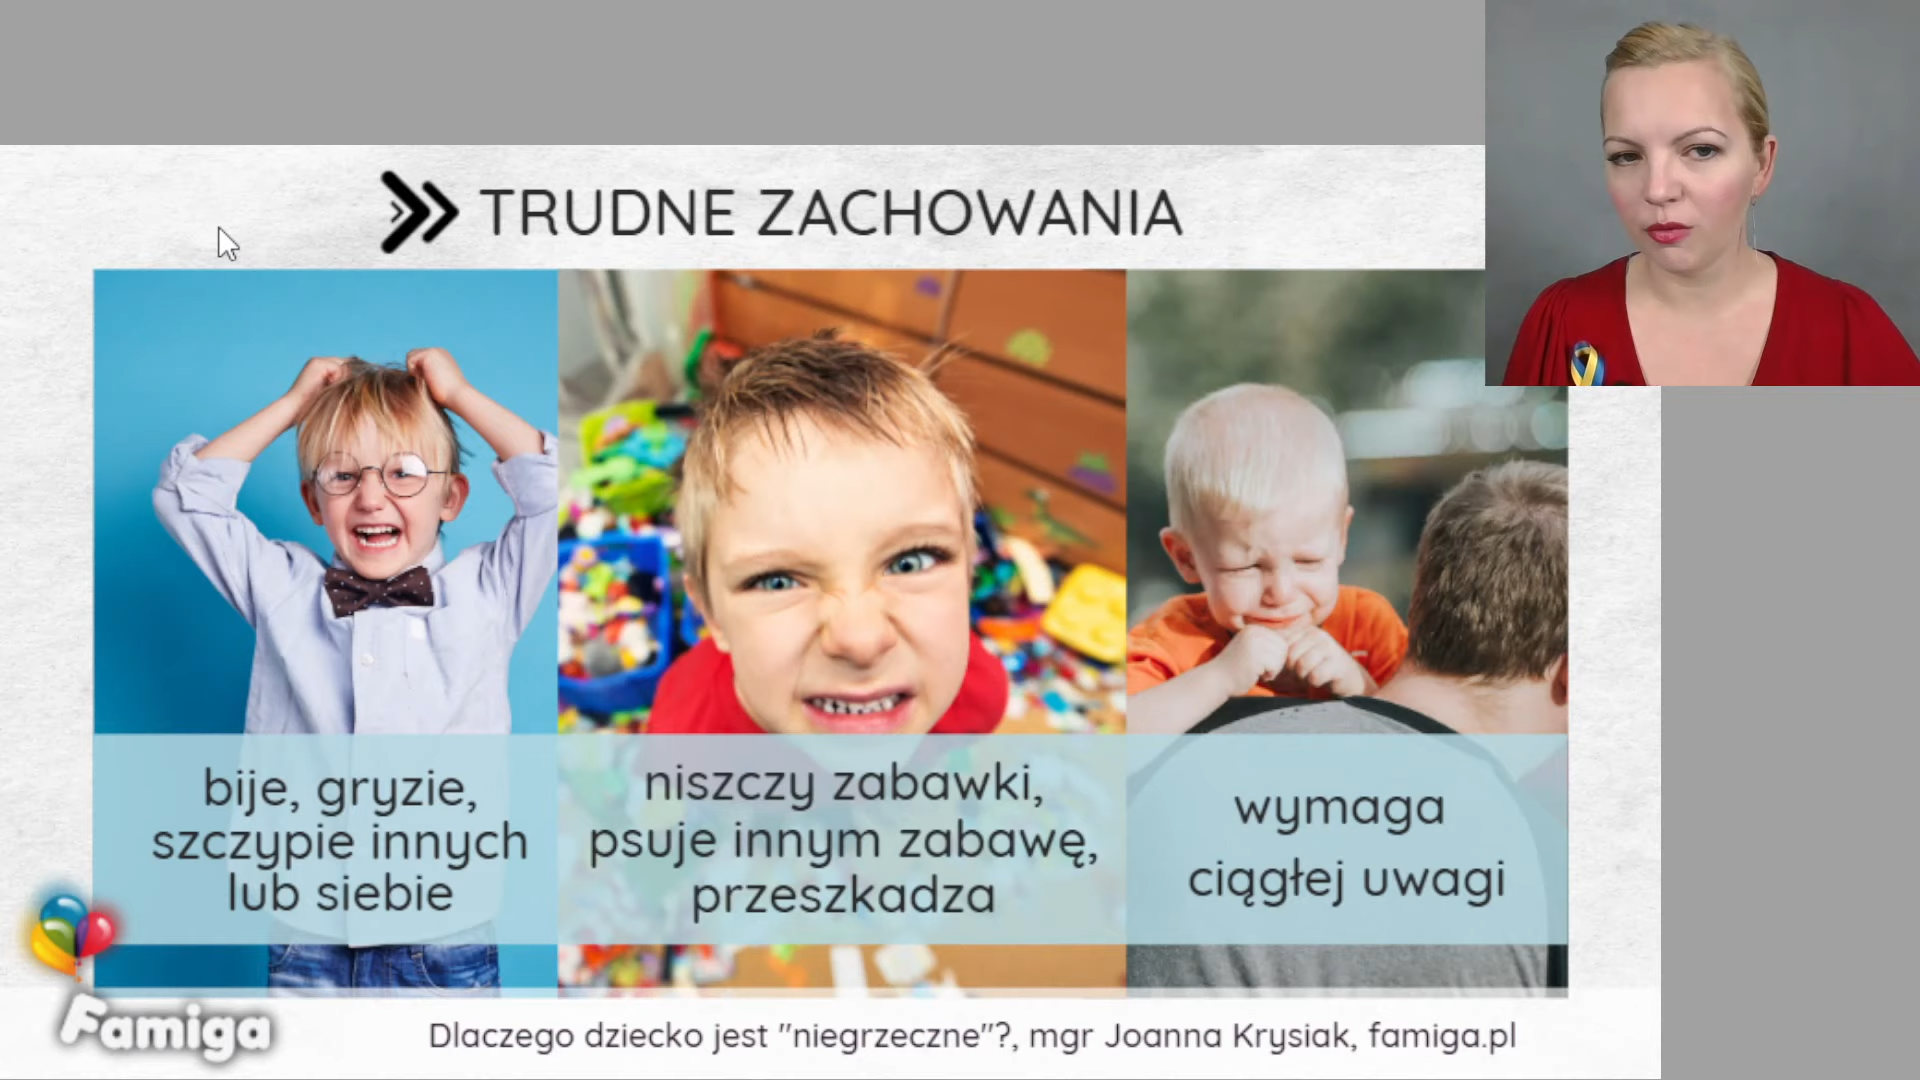 TRUDNE ZACHOWANIA
bije, gryzie,
szczypie innych
lub siebie
niszczy zabawki,
psuje innym zabawę,
przeszkadza
wymaga
ciągłej uwagi
Famiga
Dlaczego dziecko jest "niegrzeczne"?, mgr Joanna Krysiak, famiga.pl